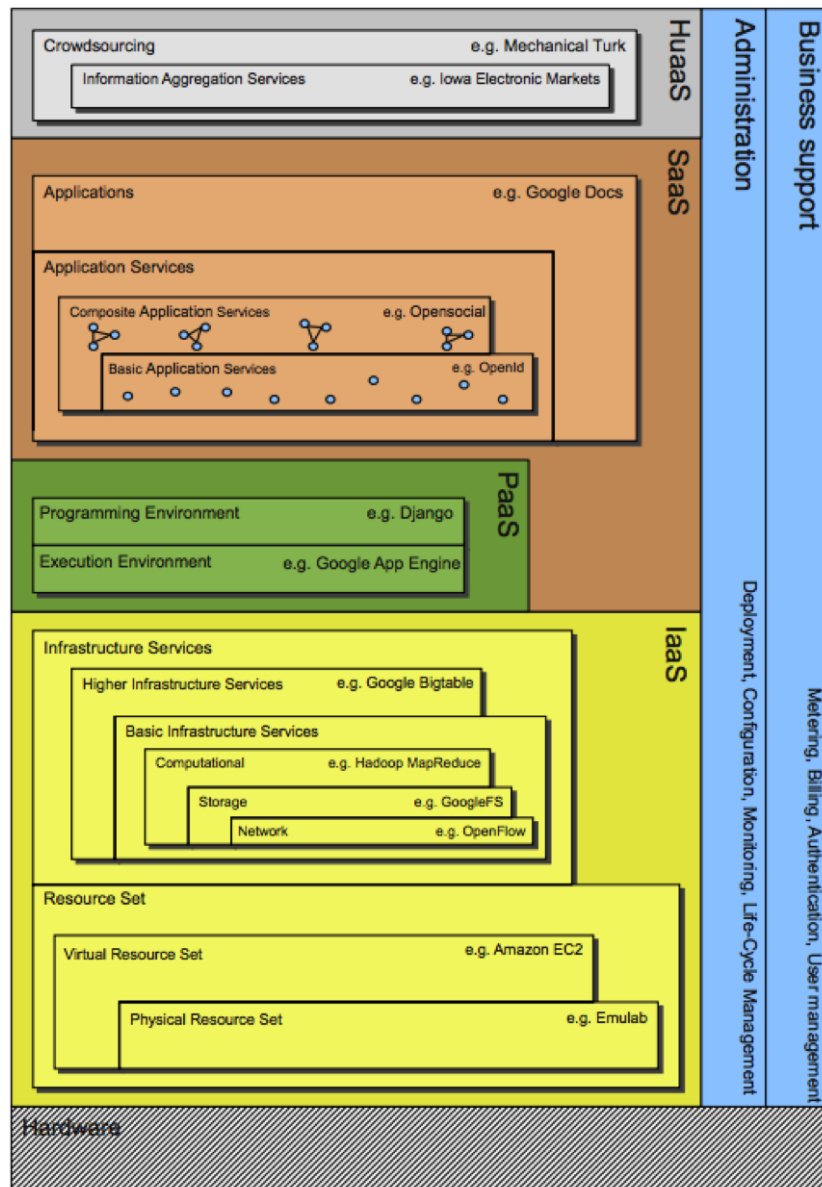 Crowdsourcing e.g. Mechanical Turk
Information Aggregation Services e.g. Iowa Electronic Markets
HuaaS
Applications e.g. Google Docs
Application Services
Composite Application Services e.g. Opensocial
Basic Application Services e.g. OpenId
SaaS
Programming Environment e.g. Django
Execution Environment e.g. Google App Engine
PaaS
Infrastructure Services
Higher Infrastructure Services e.g. Google Bigtable
Basic Infrastructure Services
Computational e.g. Hadoop MapReduce
Storage e.g. GoogleFS
Network e.g. OpenFlow
Resource Set
Virtual Resource Set e.g. Amazon EC2
Physical Resource Set e.g. Emulab
IaaS
Administration
Deployment, Configuration, Monitoring, Life-Cycle Management
Business support
Metering, Billing, Authentication, User management
Hardware